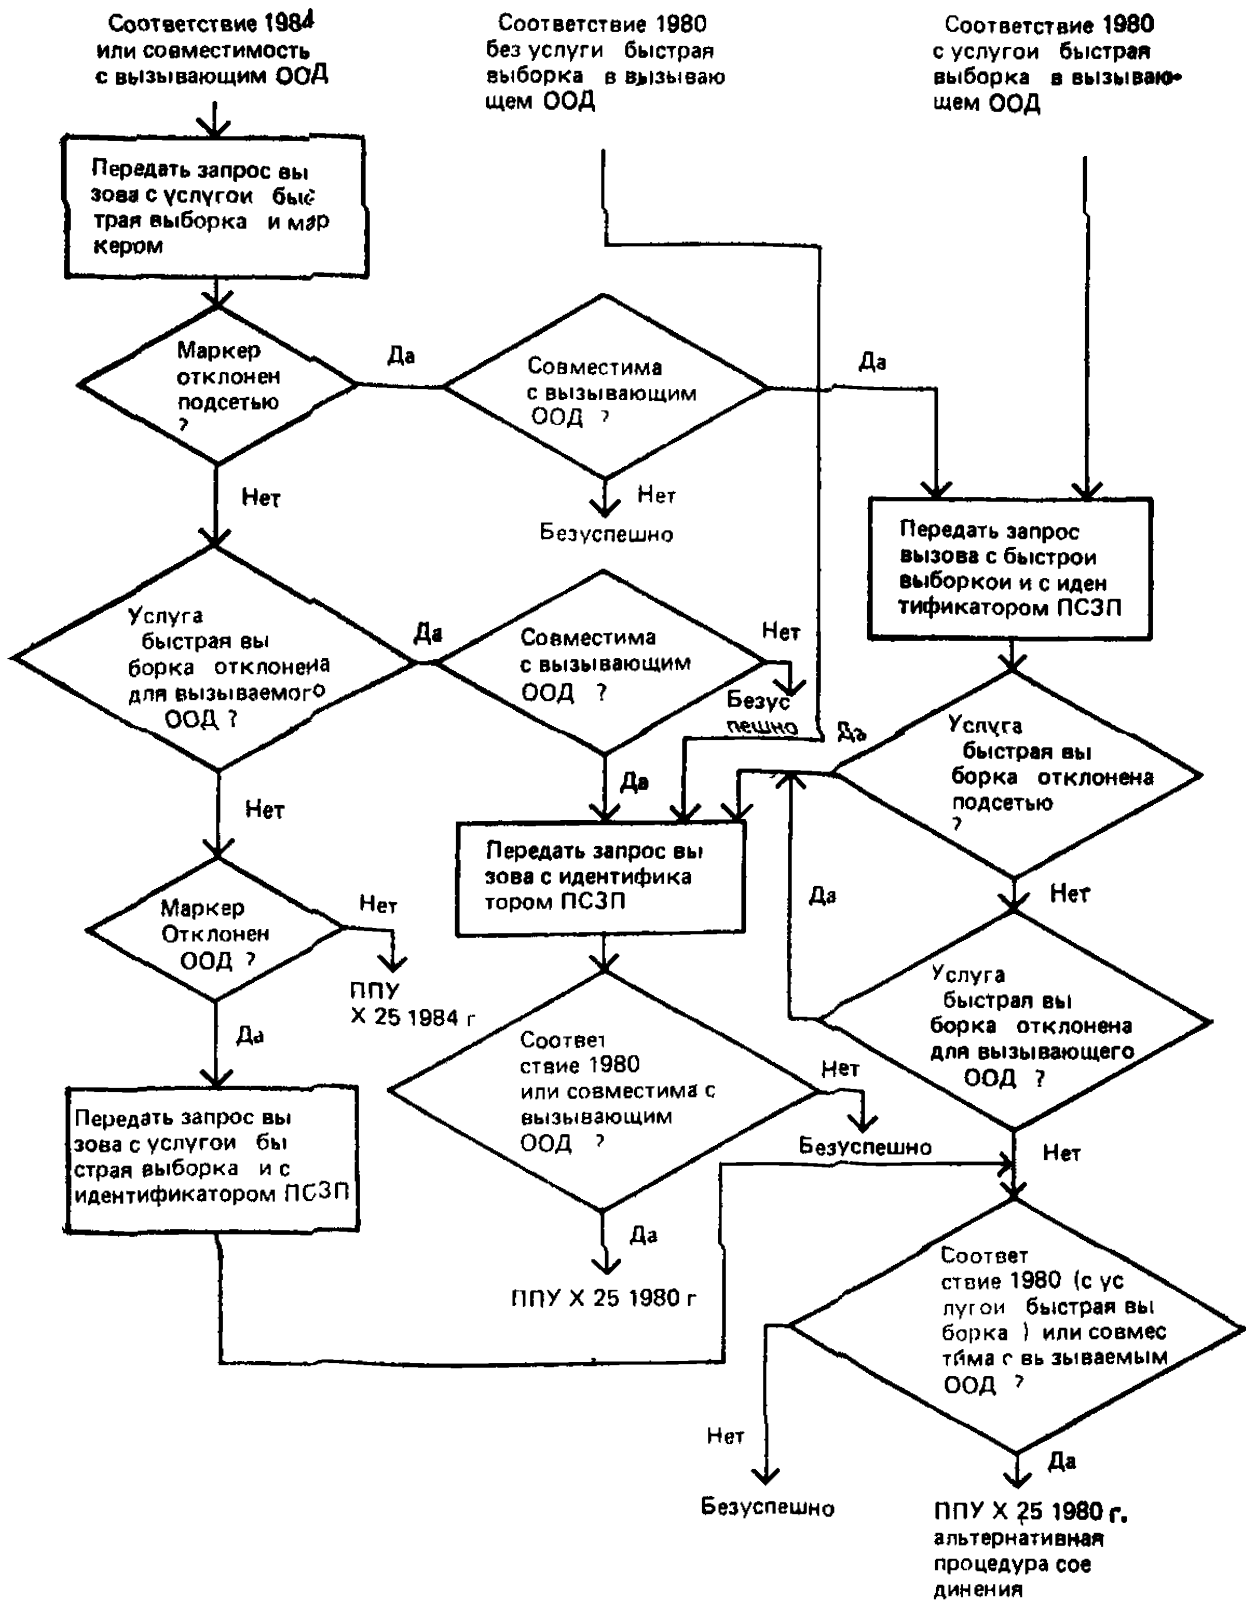 Соответствие 1984
или совместимость
с вызывающим ООД
Соответствие 1980
без услуги быстрая
выборка в вызываю
щем ООД
Соответствие 1980
с услугои быстрая
выборка в вызываю-
щем ООД
Передать запрос вы
зова с услугои быс
трая выборка и мар
кером
Маркер
отклонен
подсетью
?
Да
Нет
Совместима
с вызывающим
ООД ?
Да
Нет
Безуспешно
Передать запрос
вызова с быстрои
выборкои и с иден
тификатором ПСЗП
Услуга
быстрая вы
борка отклонена
для вызываемого
ООД ?
Да
Нет
Совместима
с вызывающим
ООД ?
Нет
Безус
пешно
Да
Услуга
быстрая вы
борка отклонена
подсетью
?
Да
Нет
Передать запрос вы
зова с идентифика
тором ПСЗП
Маркер
Отклонен
ООД ?
Нет
ППУ
X 25 1984 г
Да
Услуга
быстрая вы
борка отклонена
для вызывающего
ООД ?
Да
Нет
Соответ
ствие 1980
или совместима с
вызывающим
ООД ?
Нет
Безуспешно
Да
ППУ X 25 1980 г
Передать запрос вы
зова с услугои бы
страя выборка и с
идентификатором ПСЗП
Соответ
ствие 1980 (с ус
лугои быстрая вы
борка ) или совмес
тима с вызываемым
ООД ?
Нет
Безуспешно
Да
ППУ X 25 1980 г.
альтернативная
процедура сое
динения